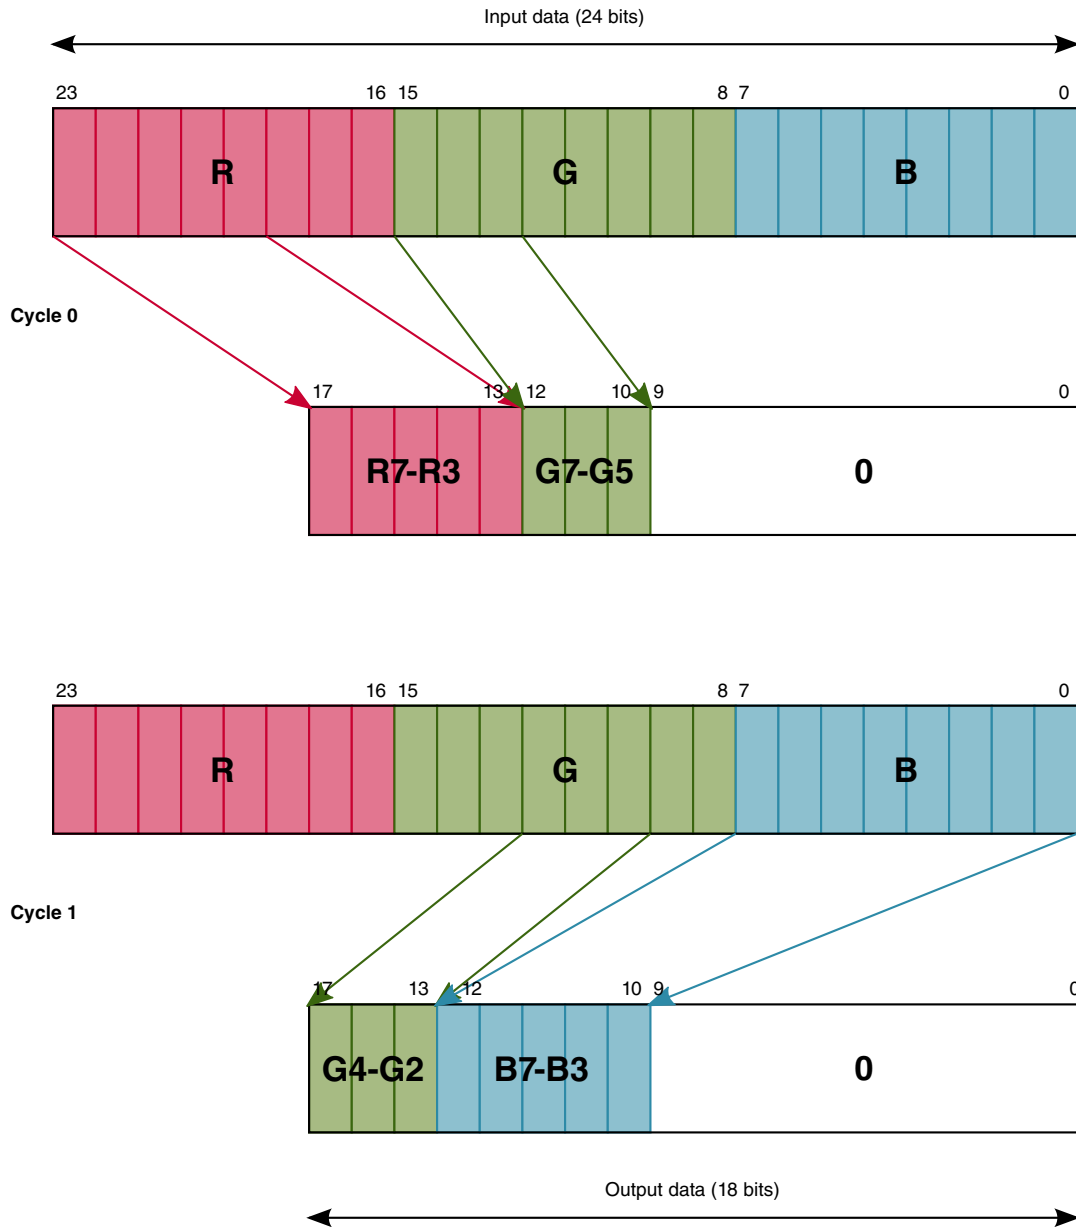 Input data (24 bits)
23 16 15 8 7 0
R G B
Cycle 0
17 13 12 10 9 0
R7-R3 G7-G5 0
23 16 15 8 7 0
R G B
Cycle 1
17 13 12 10 9 0
G4-G2 B7-B3 0
Output data (18 bits)